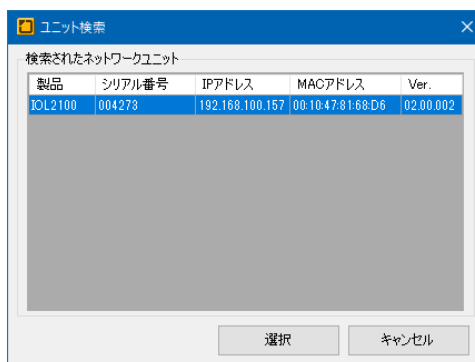 ユニット検索
検索されたネットワークユニット
製品 シリアル番号 IPアドレス MACアドレス Ver.
IOL2100 004273 192.168.100.157 00:10:47:81:68:D6 02.00.002
選択 キャンセル